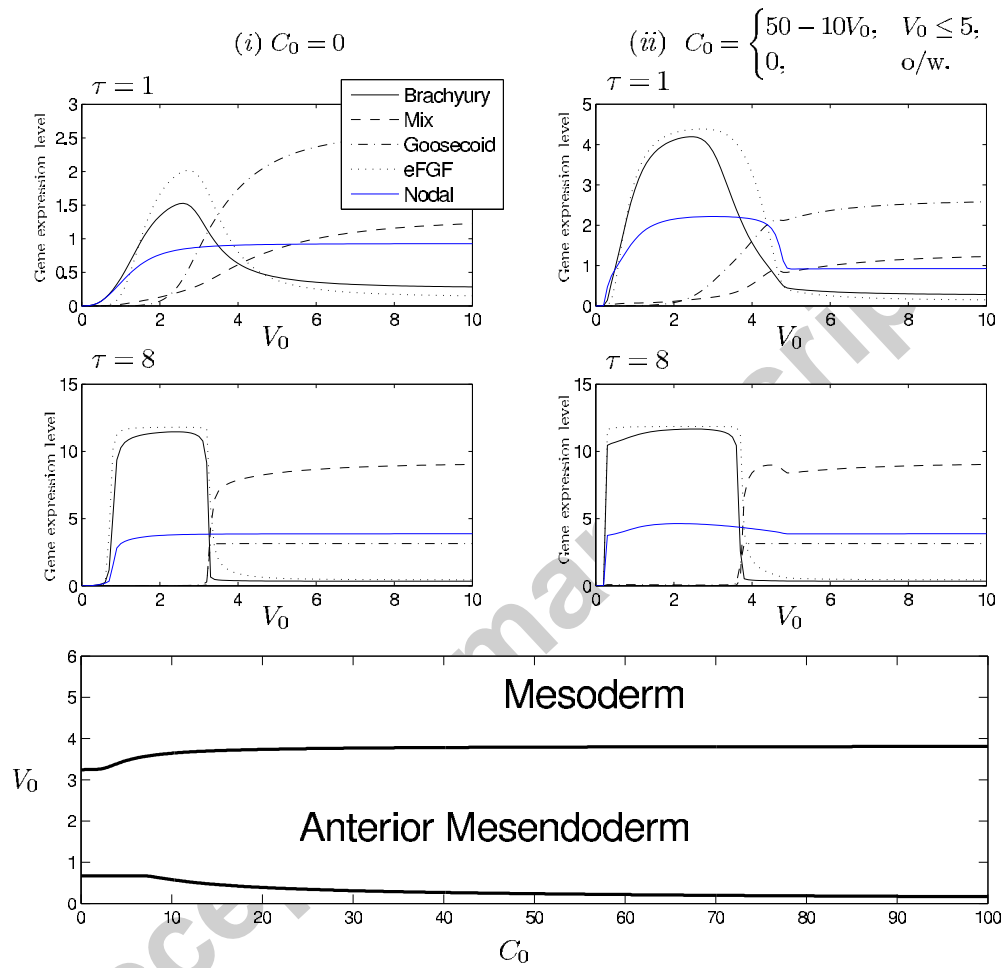 (i) C₀ = 0
(ii) C₀ = { 50 − 10V₀, V₀ ≤ 5,
0, o/w.
τ = 1
3
2.5
2
1.5
1
0.5
0
Gene expression level
0 2 4 6 8 10
V₀
Brachyury
Mix
Goosecoid
eFGF
Nodal
τ = 1
5
4
3
2
1
0
Gene expression level
0 2 4 6 8 10
V₀
τ = 8
15
10
5
0
Gene expression level
0 2 4 6 8 10
V₀
τ = 8
15
10
5
0
Gene expression level
0 2 4 6 8 10
V₀
6
5
4
3
2
1
0
V₀
Mesoderm
Anterior Mesendoderm
0 10 20 30 40 50 60 70 80 90 100
C₀